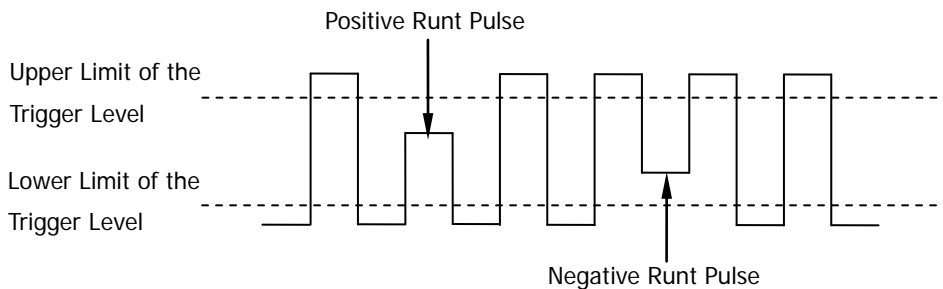 Positive Runt Pulse
Upper Limit of the
Trigger Level
Lower Limit of the
Trigger Level
Negative Runt Pulse